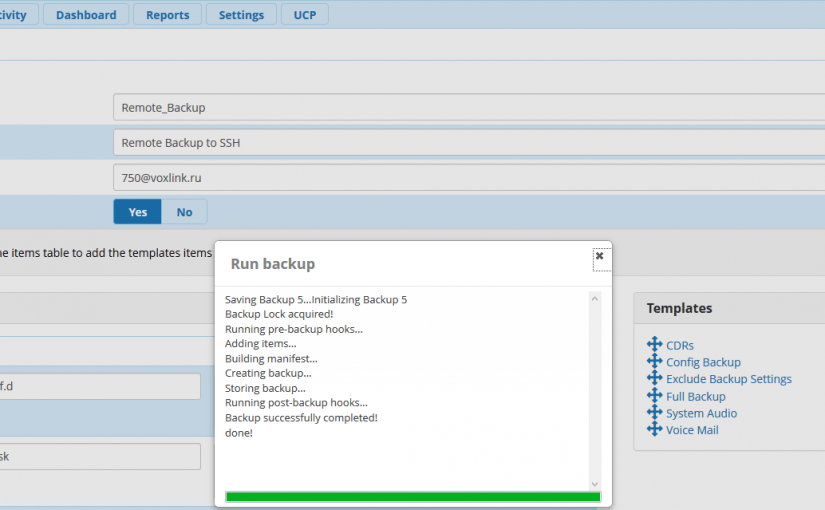 tivity Dashboard Reports Settings UCP
Remote_Backup
Remote Backup to SSH
750@voxlink.ru
Yes No
he items table to add the templates items
Run backup
Saving Backup 5...Initializing Backup 5
Backup Lock acquired!
Running pre-backup hooks...
Adding items...
Building manifest...
Creating backup...
Storing backup...
Running post-backup hooks...
Backup successfully completed!
done!
f.d
sk
Templates
CDRs
Config Backup
Exclude Backup Settings
Full Backup
System Audio
Voice Mail